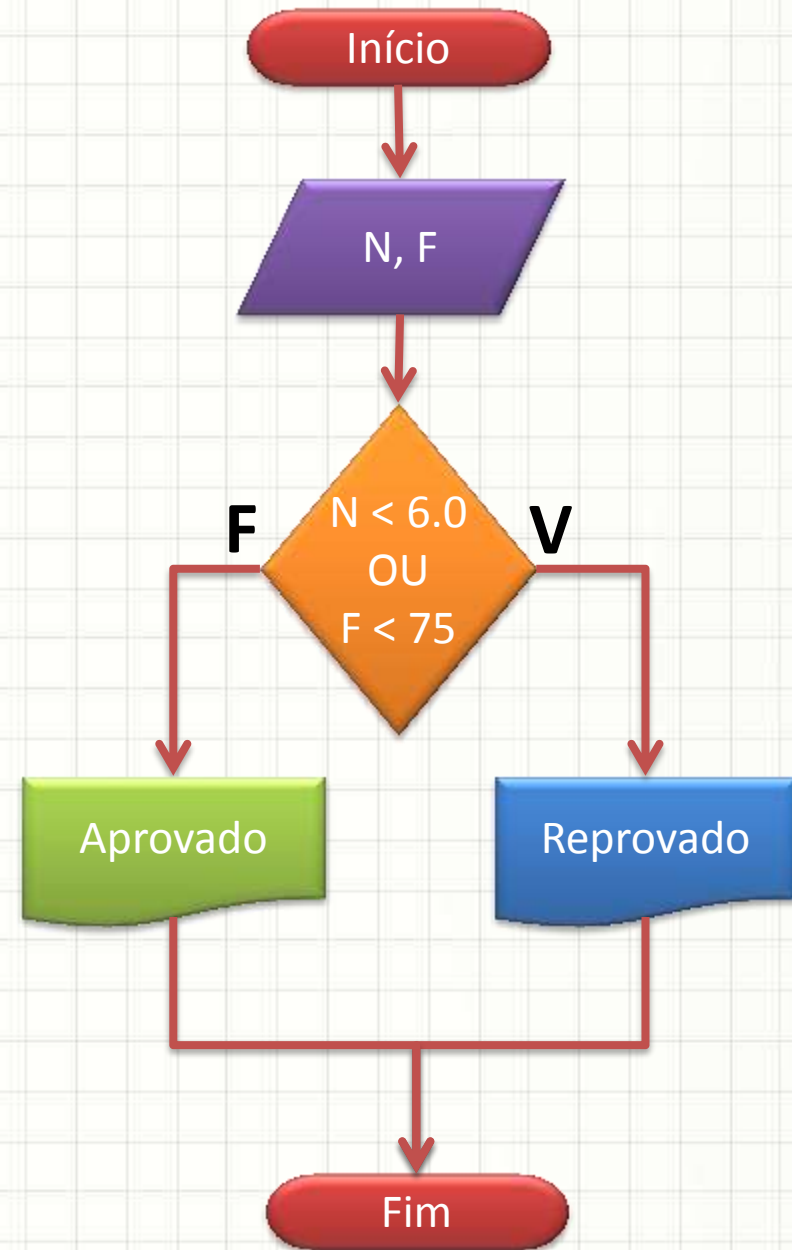 Início
N, F
F
N < 6.0
V
OU
F < 75
Aprovado
Reprovado
Fim